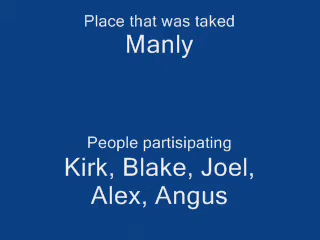 Place that was taked
Manly
People partisipating
Kirk, Blake, Joel,
Alex, Angus